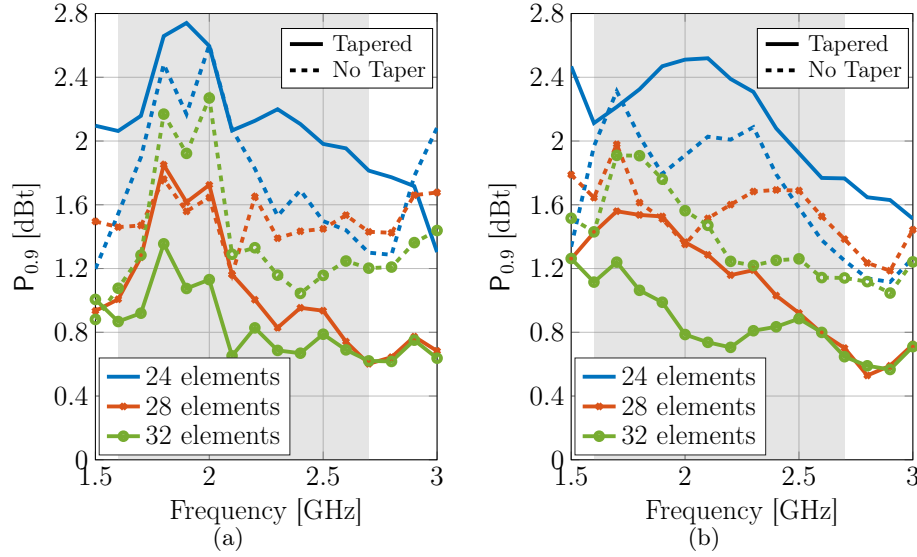 2.8
2.4
2
1.6
1.2
0.8
0.4
0
P0.9 [dBt]
Tapered
No Taper
24 elements
28 elements
32 elements
1.5
2
2.5
3
Frequency [GHz]
(a)
2.8
2.4
2
1.6
1.2
0.8
0.4
0
P0.9 [dBt]
Tapered
No Taper
24 elements
28 elements
32 elements
1.5
2
2.5
3
Frequency [GHz]
(b)